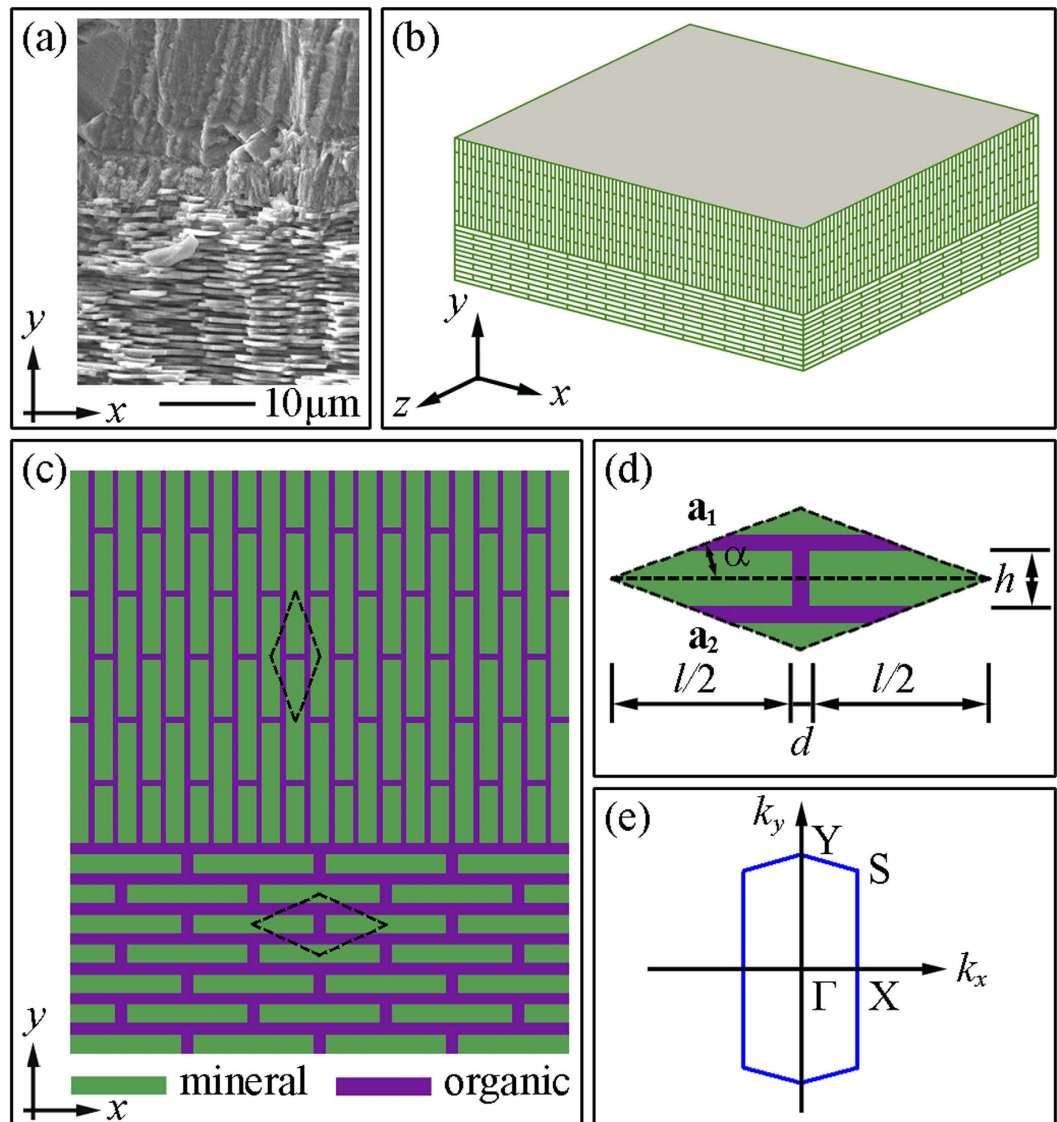 (a)
y
x
10μm
(b)
y
z
x
(c)
y
x
mineral
organic
(d)
a₁
α
h
a₂
l/2
l/2
d
(e)
k_y
Y
S
k_x
Γ
X